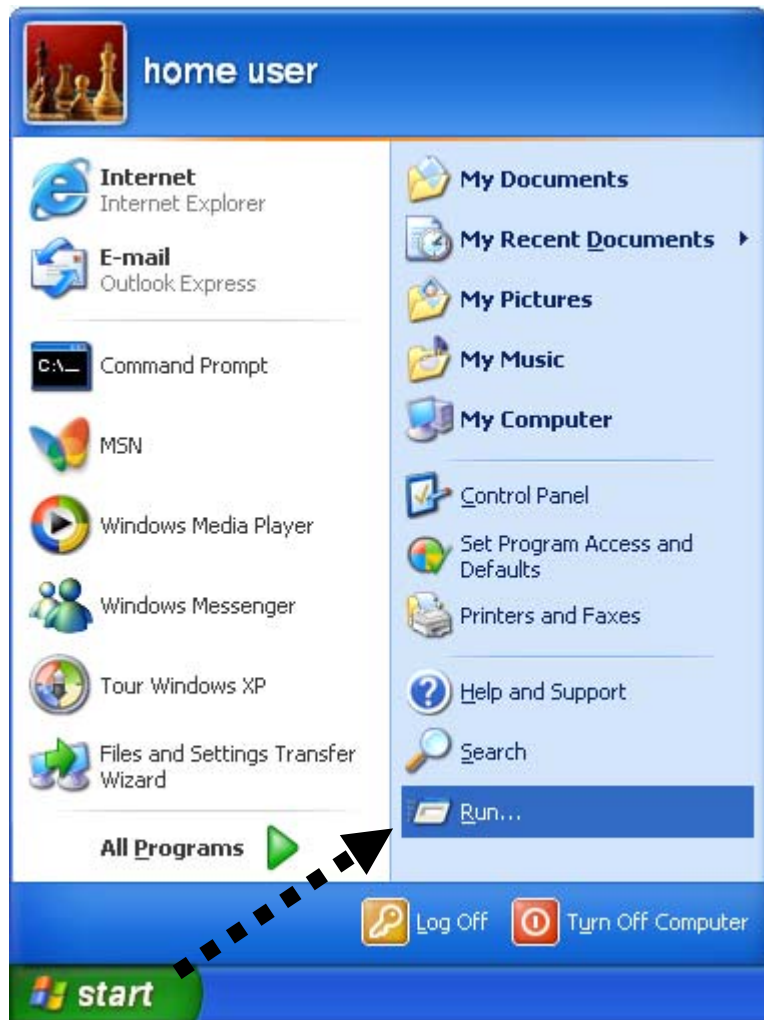 home user
Internet
Internet Explorer
E-mail
Outlook Express
C:\_
Command Prompt
MSN
Windows Media Player
Windows Messenger
Tour Windows XP
Files and Settings Transfer
Wizard
All Programs
My Documents
My Recent Documents
My Pictures
My Music
My Computer
Control Panel
Set Program Access and
Defaults
Printers and Faxes
Help and Support
Search
Run...
Log Off
Turn Off Computer
start